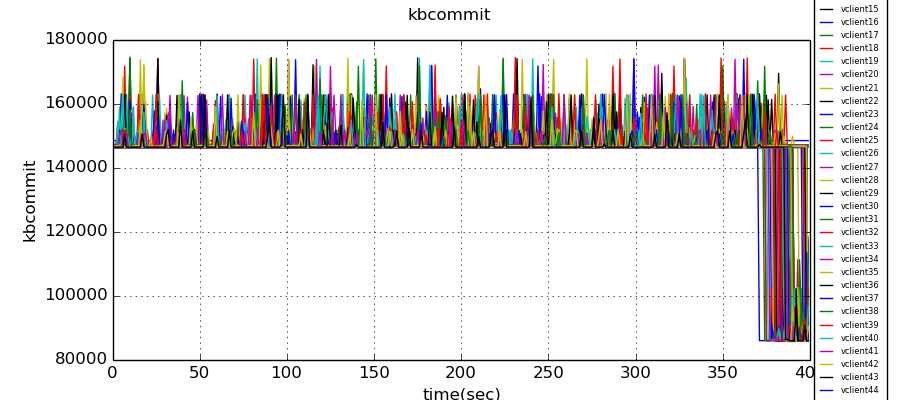 kbcommit
kbcommit
180000
160000
140000
120000
100000
80000
0
50
100
150
200
250
300
350
40
time(sec)
vclient15
vclient16
vclient17
vclient18
vclient19
vclient20
vclient21
vclient22
vclient23
vclient24
vclient25
vclient26
vclient27
vclient28
vclient29
vclient30
vclient31
vclient32
vclient33
vclient34
vclient35
vclient36
vclient37
vclient38
vclient39
vclient40
vclient41
vclient42
vclient43
vclient44